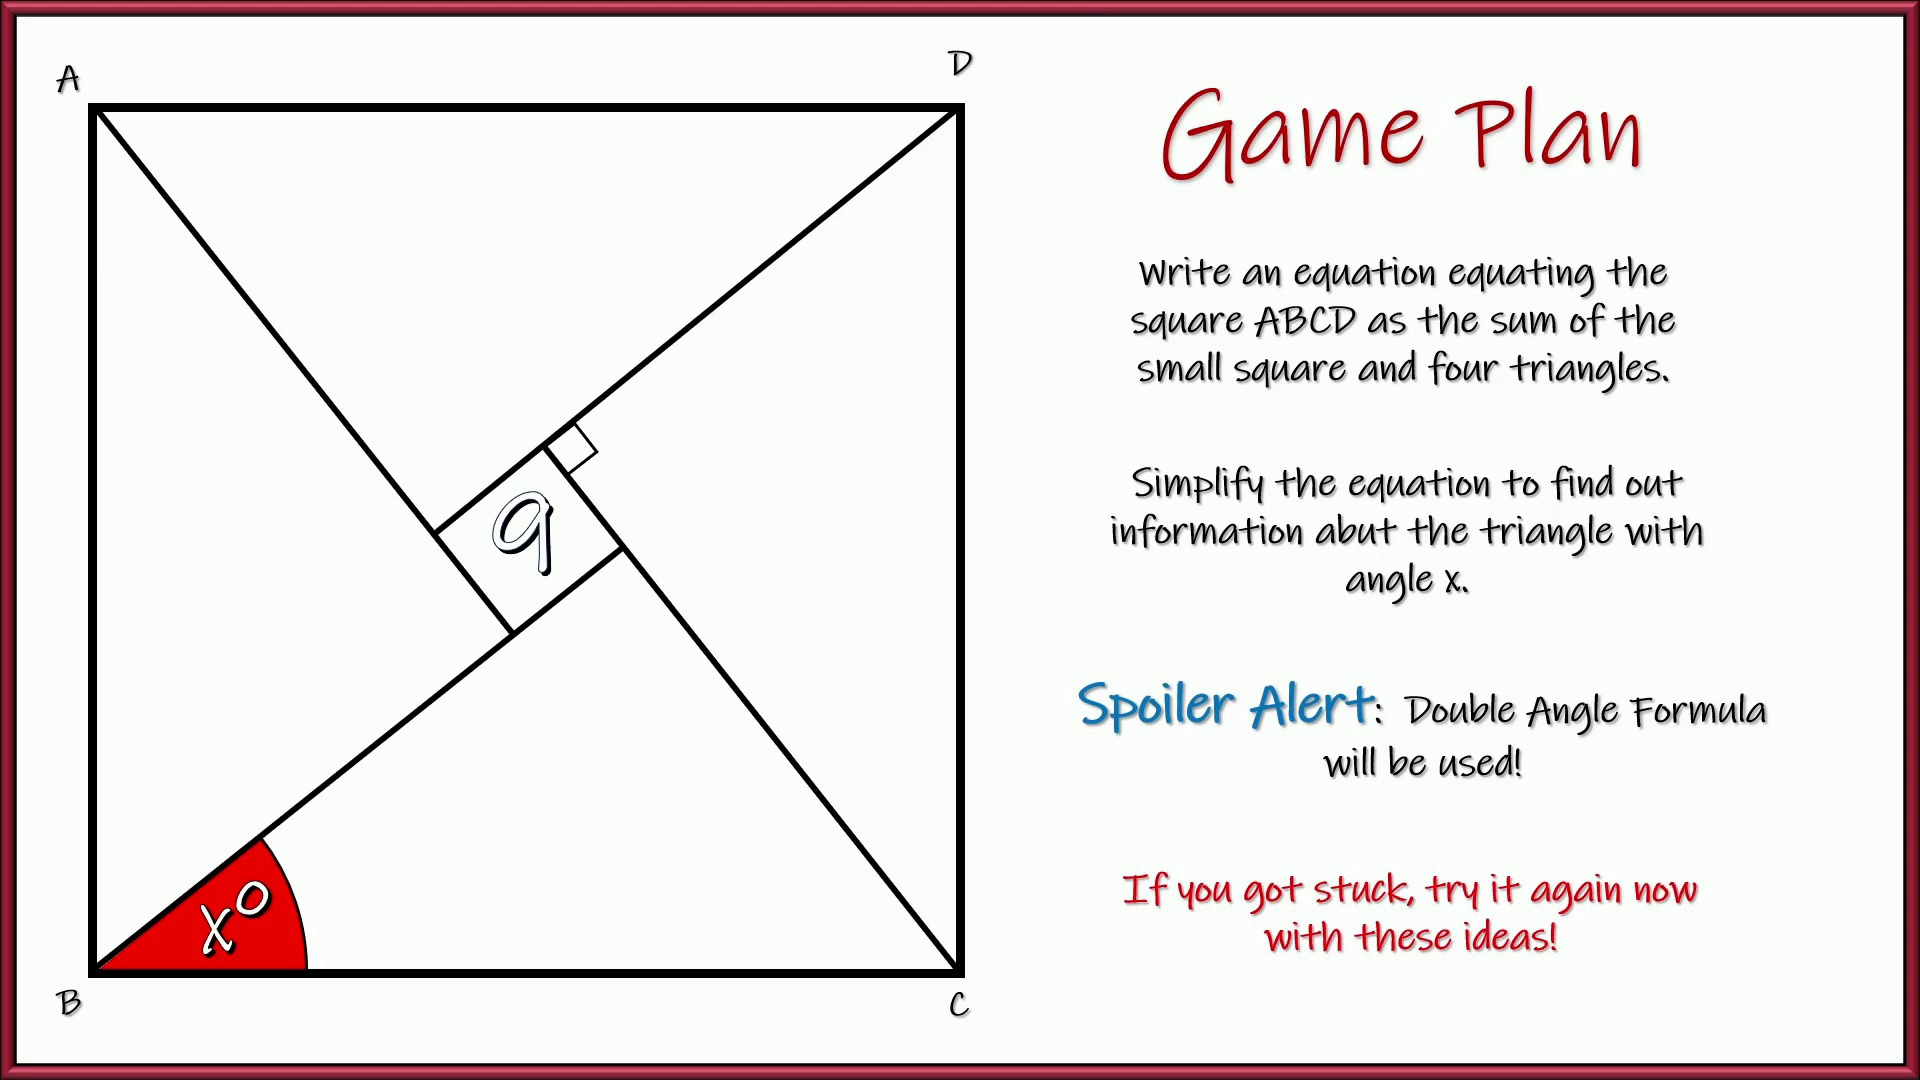 A
D
Game Plan
Write an equation equating the
square ABCD as the sum of the
small square and four triangles.
Simplify the equation to find out
information abut the triangle with
angle x.
9
Spoiler Alert: Double Angle Formula
will be used!
xº
If you got stuck, try it again now
with these ideas!
B
C